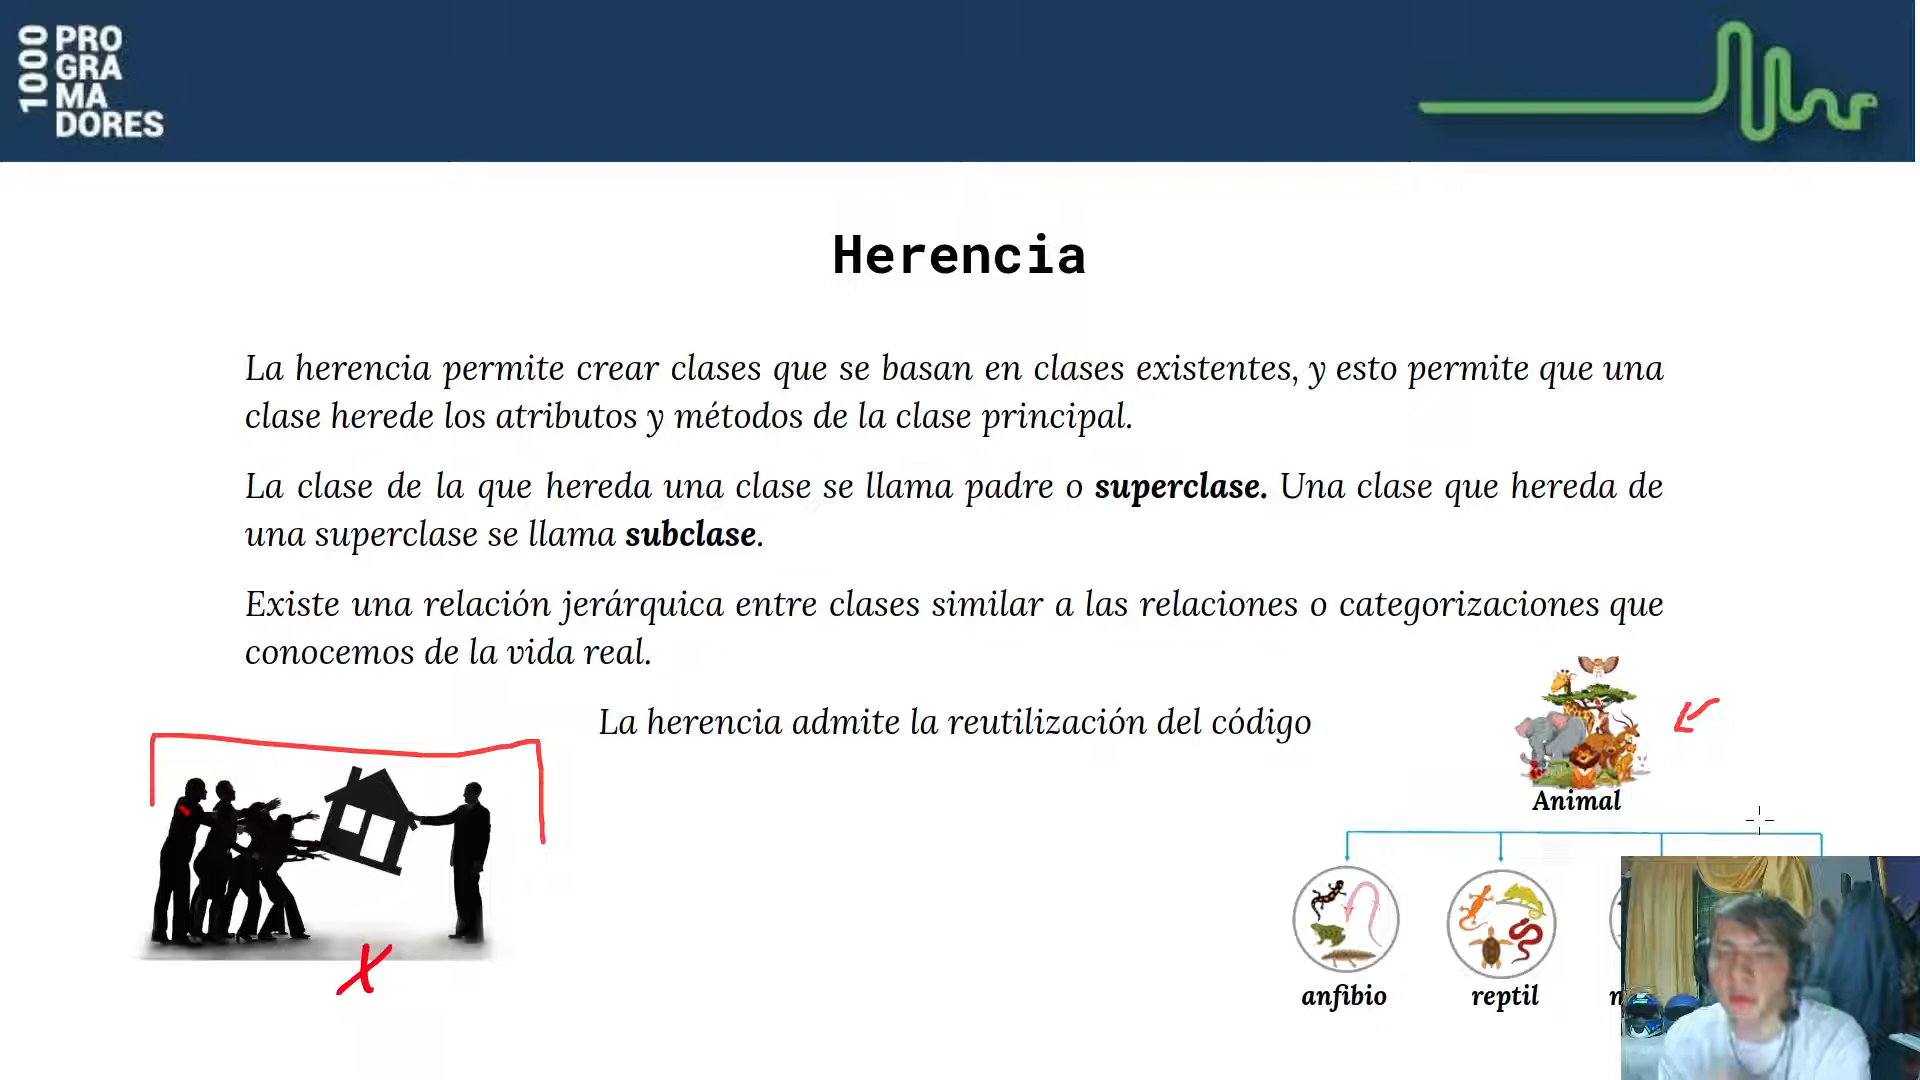 1000
PRO
GRA
MA
DORES
Herencia
La herencia permite crear clases que se basan en clases existentes, y esto permite que una
clase herede los atributos y métodos de la clase principal.
La clase de la que hereda una clase se llama padre o superclase. Una clase que hereda de
una superclase se llama subclase.
Existe una relación jerárquica entre clases similar a las relaciones o categorizaciones que
conocemos de la vida real.
La herencia admite la reutilización del código
Animal
anfibio
reptil
X